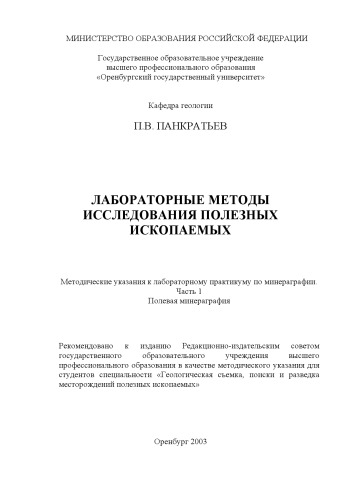 МИНИСТЕРСТВО ОБРАЗОВАНИЯ РОССИЙСКОЙ ФЕДЕРАЦИИ
Государственное образовательное учреждение
высшего профессионального образования
«Оренбургский государственный университет»
Кафедра геологии
П.В. ПАНКРАТЬЕВ
ЛАБОРАТОРНЫЕ МЕТОДЫ
ИССЛЕДОВАНИЯ ПОЛЕЗНЫХ
ИСКОПАЕМЫХ
Методические указания к лабораторному практикуму по минераграфии.
Часть 1
Полевая минераграфия
Рекомендовано к изданию Редакционно-издательским советом
государственного образовательного учреждения высшего
профессионального образования в качестве методического указания для
студентов специальности «Геологическая съемка, поиски и разведка
месторождений полезных ископаемых»
Оренбург 2003